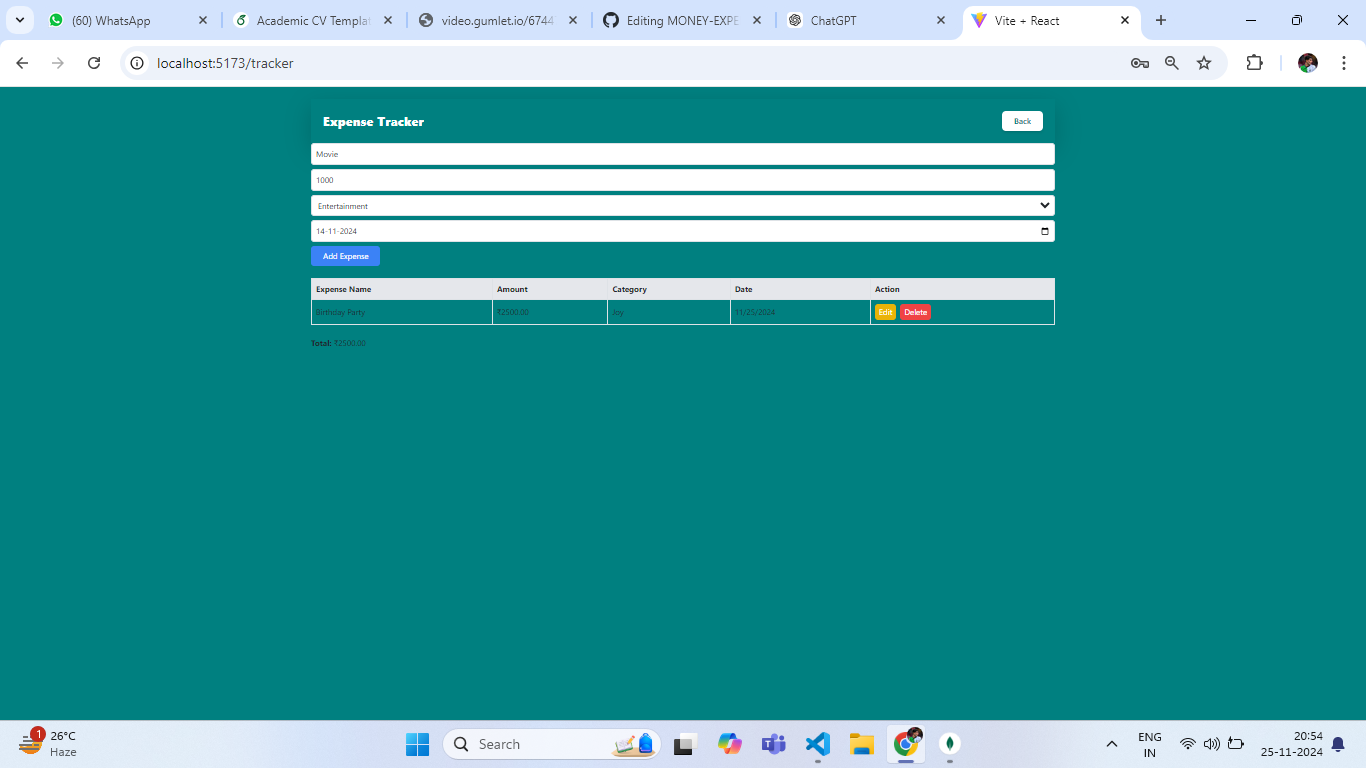 (60) WhatsApp
Academic CV Templat
video.gumlet.io/6744
Editing MONEY-EXPE
ChatGPT
Vite + React
localhost:5173/tracker
Expense Tracker
Back
Movie
1000
Entertainment
14-11-2024
Add Expense
Expense Name Amount Category Date Action
Birthday Party ₹2500.00 Joy 11/25/2024 Edit Delete
Total: ₹2500.00
1
26°C
Haze
Search
ENG
IN
20:54
25-11-2024